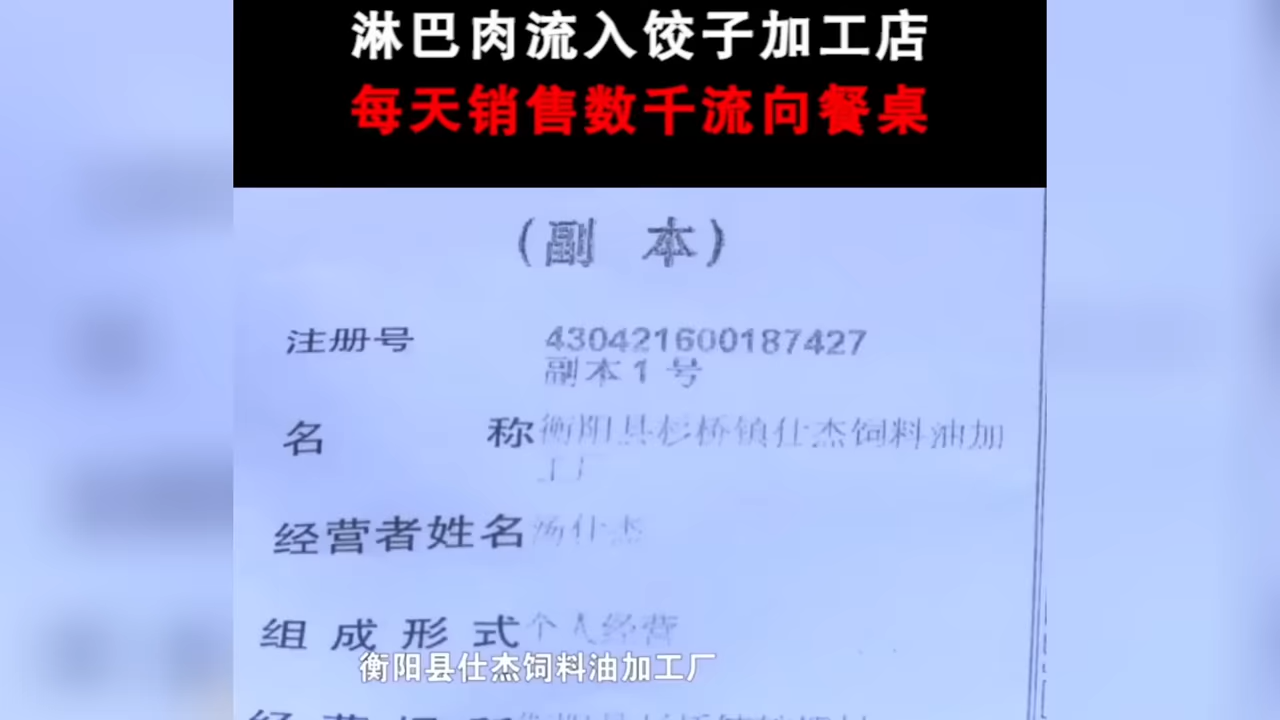 淋巴肉流入饺子加工店
每天销售数千流向餐桌
(副 本)
注册号 430421600187427
副本1号
名 称 衡阳县杉桥镇仕杰饲料油加
工厂
经营者姓名 汤仕杰
组成形式 个人经营
衡阳县仕杰饲料油加工厂